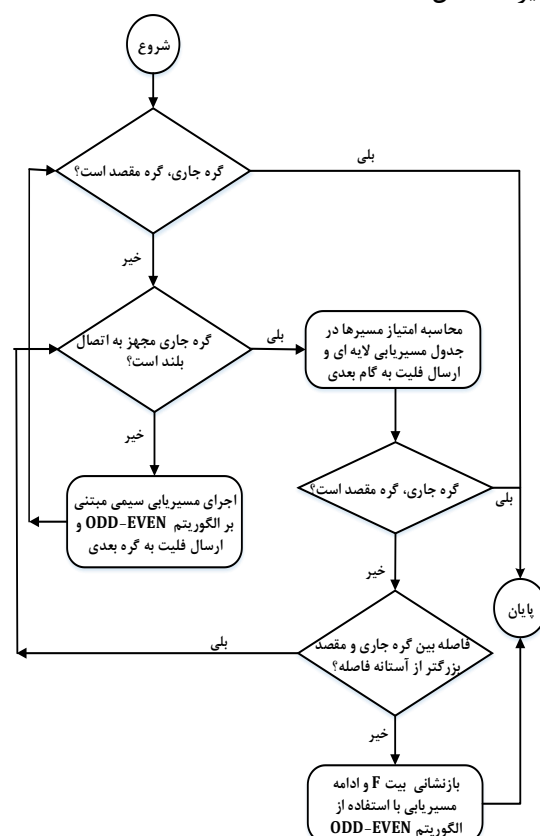 شروع
گره جاری، گره مقصد است؟
بلی
خیر
گره جاری مجهز به اتصال
بلند است؟
بلی
محاسبه امتیاز مسیرها در
جدول مسیریابی لایه ای و
ارسال فلیت به گام بعدی
خیر
اجرای مسیریابی سیمی مبتنی
بر الگوریتم ODD-EVEN و
ارسال فلیت به گره بعدی
گره جاری، گره مقصد است؟
بلی
خیر
پایان
فاصله بین گره جاری و مقصد
بزرگتر از آستانه فاصله؟
بلی
خیر
بازنشانی بیت F و ادامه
مسیریابی با استفاده از
الگوریتم ODD-EVEN